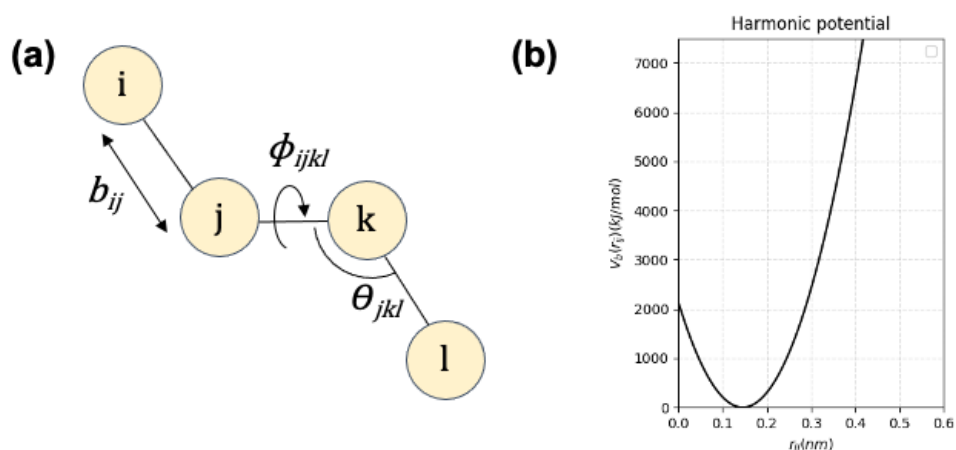 (a)
i
b_ij
j
ϕ_ijkl
k
θ_jkl
l
(b)
Harmonic potential
V_b(r_ij)(kJ/mol)
7000
6000
5000
4000
3000
2000
1000
0
0.0 0.1 0.2 0.3 0.4 0.5 0.6
r_ij(nm)